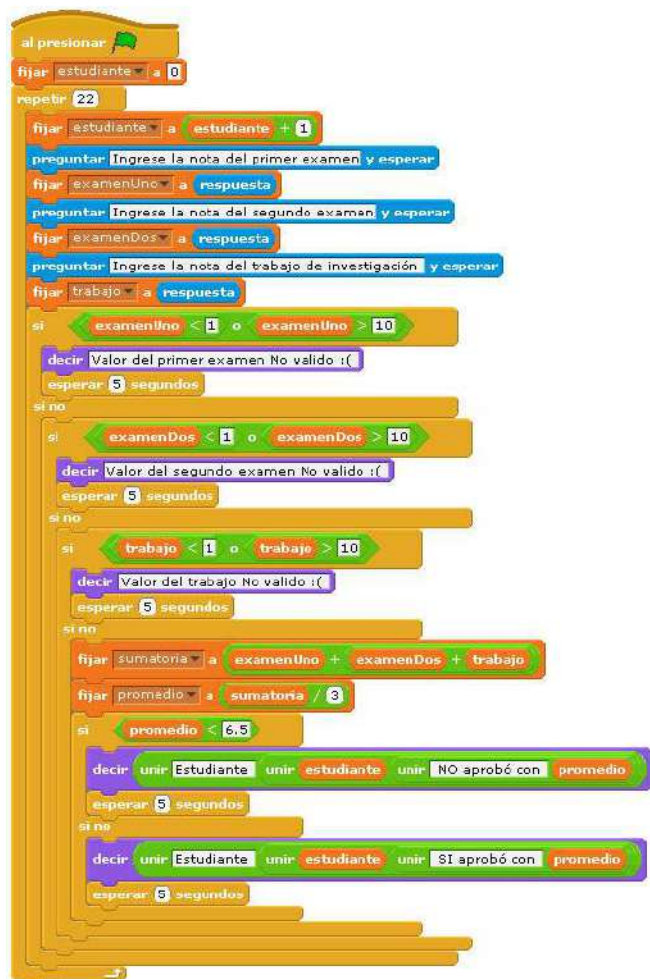 al presionar
fijar estudiante a 0
repetir 22
fijar estudiante a estudiante + 1
preguntar Ingrese la nota del primer examen y esperar
fijar examenUno a respuesta
preguntar Ingrese la nota del segundo examen y esperar
fijar examenDos a respuesta
preguntar Ingrese la nota del trabajo de investigación y esperar
fijar trabajo a respuesta
si examenUno < 1 o examenUno > 10
decir Valor del primer examen No valido :(
esperar 5 segundos
si no
si examenDos < 1 o examenDos > 10
decir Valor del segundo examen No valido :(
esperar 5 segundos
si no
si trabajo < 1 o trabajo > 10
decir Valor del trabajo No valido :(
esperar 5 segundos
si no
fijar sumatoria a examenUno + examenDos + trabajo
fijar promedio a sumatoria / 3
si promedio < 6.5
decir unir Estudiante unir estudiante unir NO aprobó con promedio
esperar 5 segundos
si no
decir unir Estudiante unir estudiante unir SI aprobó con promedio
esperar 5 segundos